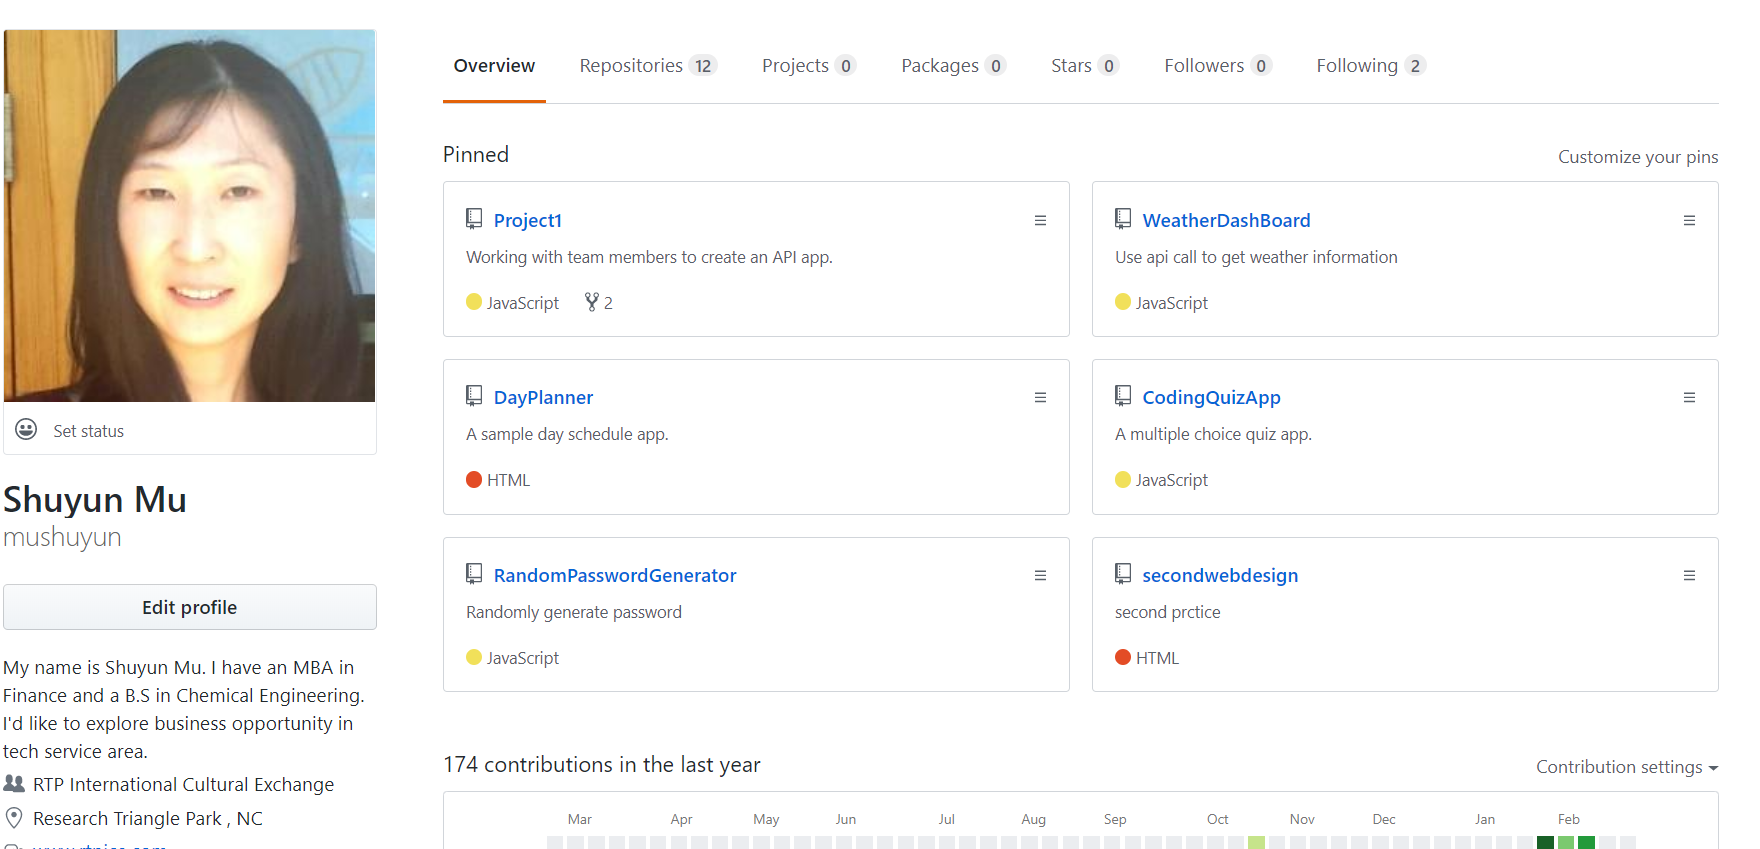 Overview Repositories 12 Projects 0 Packages 0 Stars 0 Followers 0 Following 2
Set status
Shuyun Mu
mushuyun
Edit profile
My name is Shuyun Mu. I have an MBA in
Finance and a B.S in Chemical Engineering.
I'd like to explore business opportunity in
tech service area.
RTP International Cultural Exchange
Research Triangle Park , NC
Pinned
Customize your pins
Project1
Working with team members to create an API app.
JavaScript 2
WeatherDashBoard
Use api call to get weather information
JavaScript
DayPlanner
A sample day schedule app.
HTML
CodingQuizApp
A multiple choice quiz app.
JavaScript
RandomPasswordGenerator
Randomly generate password
JavaScript
secondwebdesign
second prctice
HTML
174 contributions in the last year
Contribution settings
Mar Apr May Jun Jul Aug Sep Oct Nov Dec Jan Feb